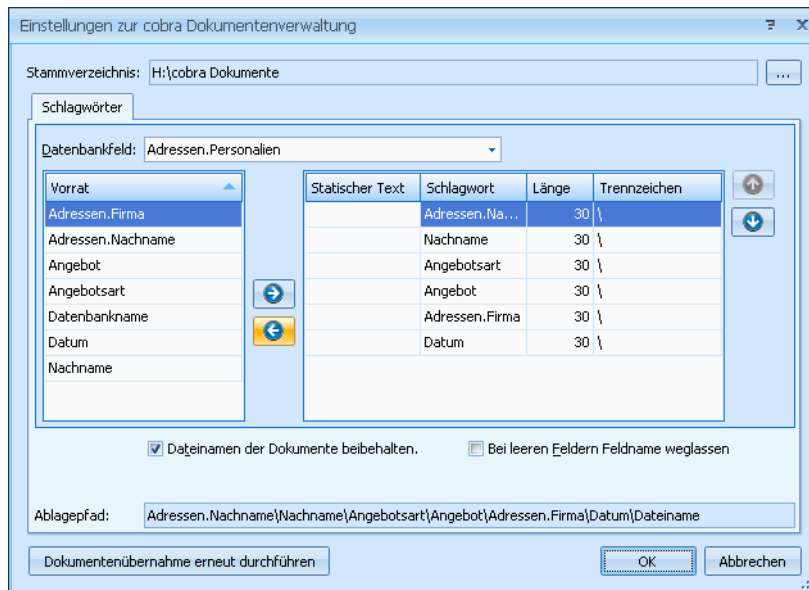 Einstellungen zur cobra Dokumentenverwaltung ? X
Stammverzeichnis: H:\cobra Dokumente ...
Schlagwörter
Datenbankfeld: Adressen.Personalien
Vorrat Statischer Text Schlagwort Länge Trennzeichen
Adressen.Firma Adressen.Na... 30 \
Adressen.Nachname Nachname 30 \
Angebot Angebotsart 30 \
Angebotsart Angebot 30 \
Datenbankname Adressen.Firma 30 \
Datum Datum 30 \
Nachname
Dateinamen der Dokumente beibehalten. Bei leeren Feldern Feldname weglassen
Ablagepfad: Adressen.Nachname\Nachname\Angebotsart\Angebot\Adressen.Firma\Datum\Dateiname
Dokumentenübernahme erneut durchführen OK Abbrechen